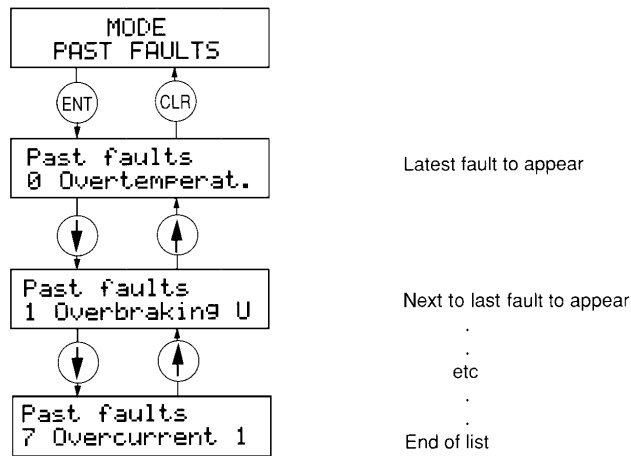 MODE
PAST FAULTS
ENT
CLR
Past faults
0 Overtemperat.
Latest fault to appear
Past faults
1 Overbraking U
Next to last fault to appear
.
.
etc
.
.
Past faults
7 Overcurrent 1
End of list